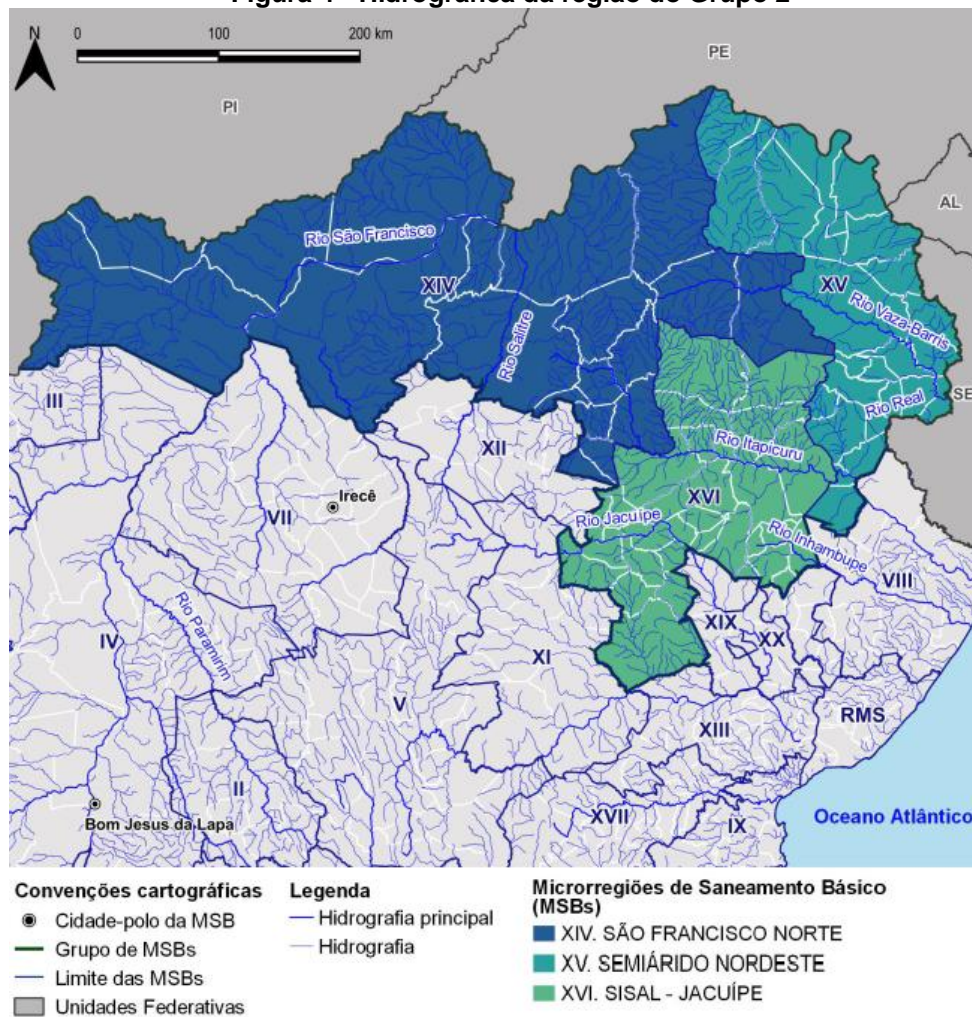 Figura 4 - Hidrográfica da região do Grupo 2
N
0
100
200 km
PE
PI
AL
Rio São Francisco
XIV
XV
Rio Vaza-Barris
Rio Salitre
SE
III
Rio Real
XII
Rio Itapicuru
Irecê
XVI
VII
Rio Jacuípe
Rio Inhambupe
VIII
Rio Paramirim
IV
XIX
XX
XI
V
RMS
XIII
II
Bom Jesus da Lapa
XVII
IX
Oceano Atlântico
Convenções cartográficas
Cidade-polo da MSB
Grupo de MSBs
Limite das MSBs
Unidades Federativas
Legenda
Hidrografia principal
Hidrografia
Microrregiões de Saneamento Básico
(MSBs)
XIV. SÃO FRANCISCO NORTE
XV. SEMIÁRIDO NORDESTE
XVI. SISAL - JACUÍPE